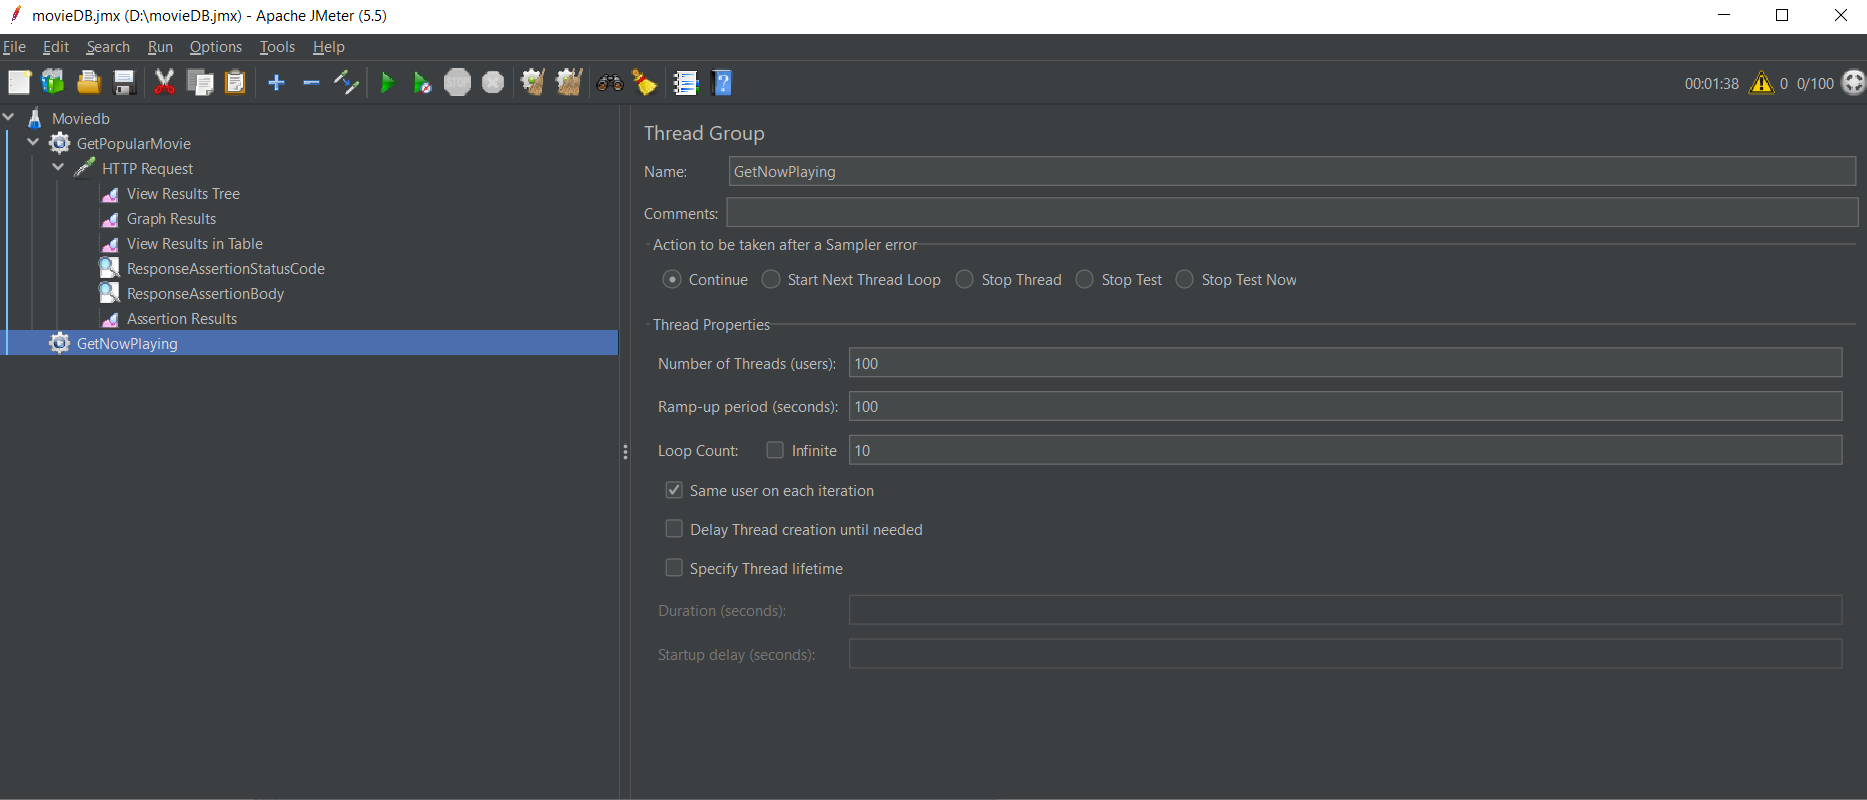 movieDB.jmx (D:\movieDB.jmx) - Apache JMeter (5.5)
File Edit Search Run Options Tools Help
STOP 00:01:38 0 0/100
Moviedb
GetPopularMovie
HTTP Request
View Results Tree
Graph Results
View Results in Table
ResponseAssertionStatusCode
ResponseAssertionBody
Assertion Results
GetNowPlaying
Thread Group
Name: GetNowPlaying
Comments:
Action to be taken after a Sampler error
Continue Start Next Thread Loop Stop Thread Stop Test Stop Test Now
Thread Properties
Number of Threads (users): 100
Ramp-up period (seconds): 100
Loop Count: Infinite 10
Same user on each iteration
Delay Thread creation until needed
Specify Thread lifetime
Duration (seconds):
Startup delay (seconds):